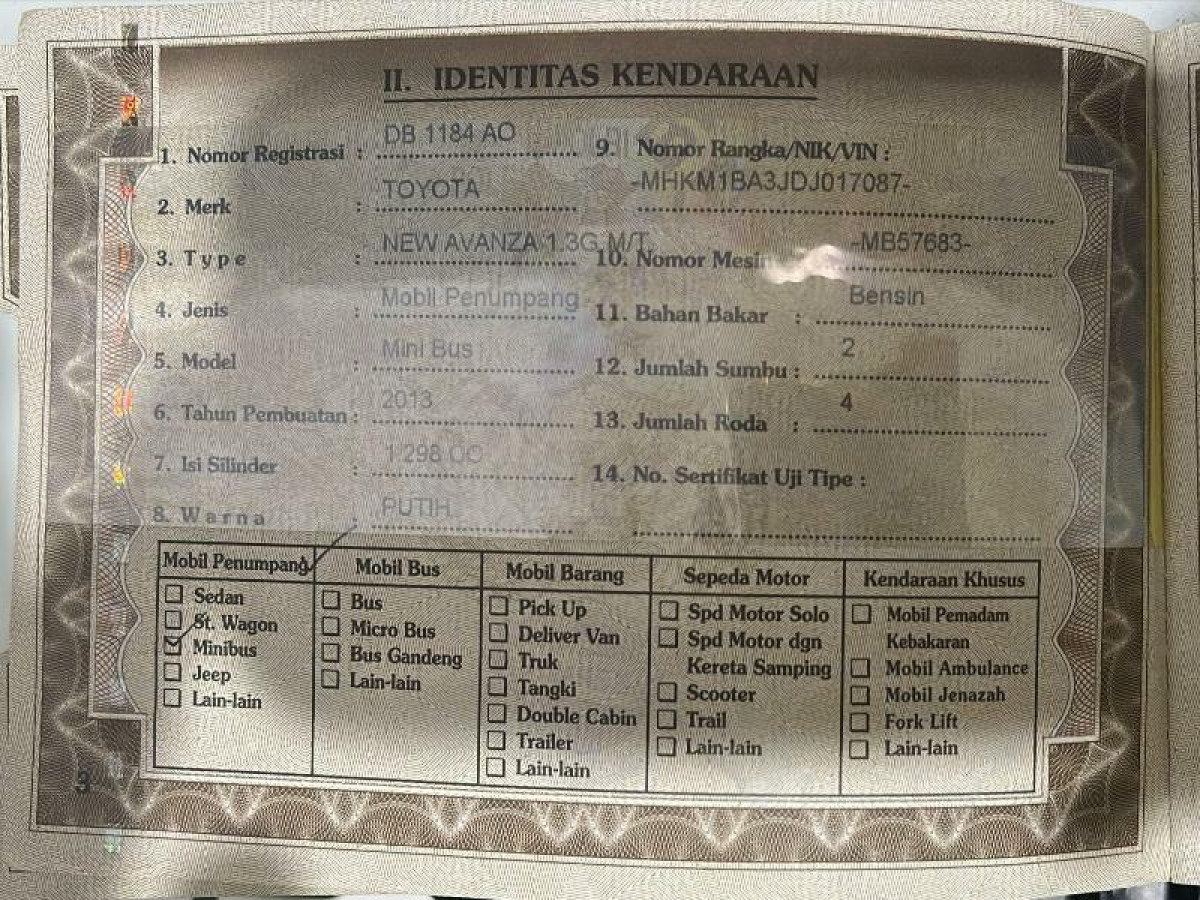 II. IDENTITAS KENDARAAN
1. Nomor Registrasi : DB 1184 AO
2. Merk : TOYOTA
3. Type : NEW AVANZA 1.3G M/T
4. Jenis : Mobil Penumpang
5. Model : Mini Bus
6. Tahun Pembuatan : 2013
7. Isi Silinder : 1.298 CC
8. Warna : PUTIH
9. Nomor Rangka/NIK/VIN :
-MHKM1BA3JDJ017087-
10. Nomor Mesin -MB57683-
11. Bahan Bakar : Bensin
12. Jumlah Sumbu : 2
13. Jumlah Roda : 4
14. No. Sertifikat Uji Tipe :
Mobil Penumpang
Sedan
St. Wagon
Minibus
Jeep
Lain-lain
Mobil Bus
Bus
Micro Bus
Bus Gandeng
Lain-lain
Mobil Barang
Pick Up
Deliver Van
Truk
Tangki
Double Cabin
Trailer
Lain-lain
Sepeda Motor
Spd Motor Solo
Spd Motor dgn
Kereta Samping
Scooter
Trail
Lain-lain
Kendaraan Khusus
Mobil Pemadam
Kebakaran
Mobil Ambulance
Mobil Jenazah
Fork Lift
Lain-lain
3